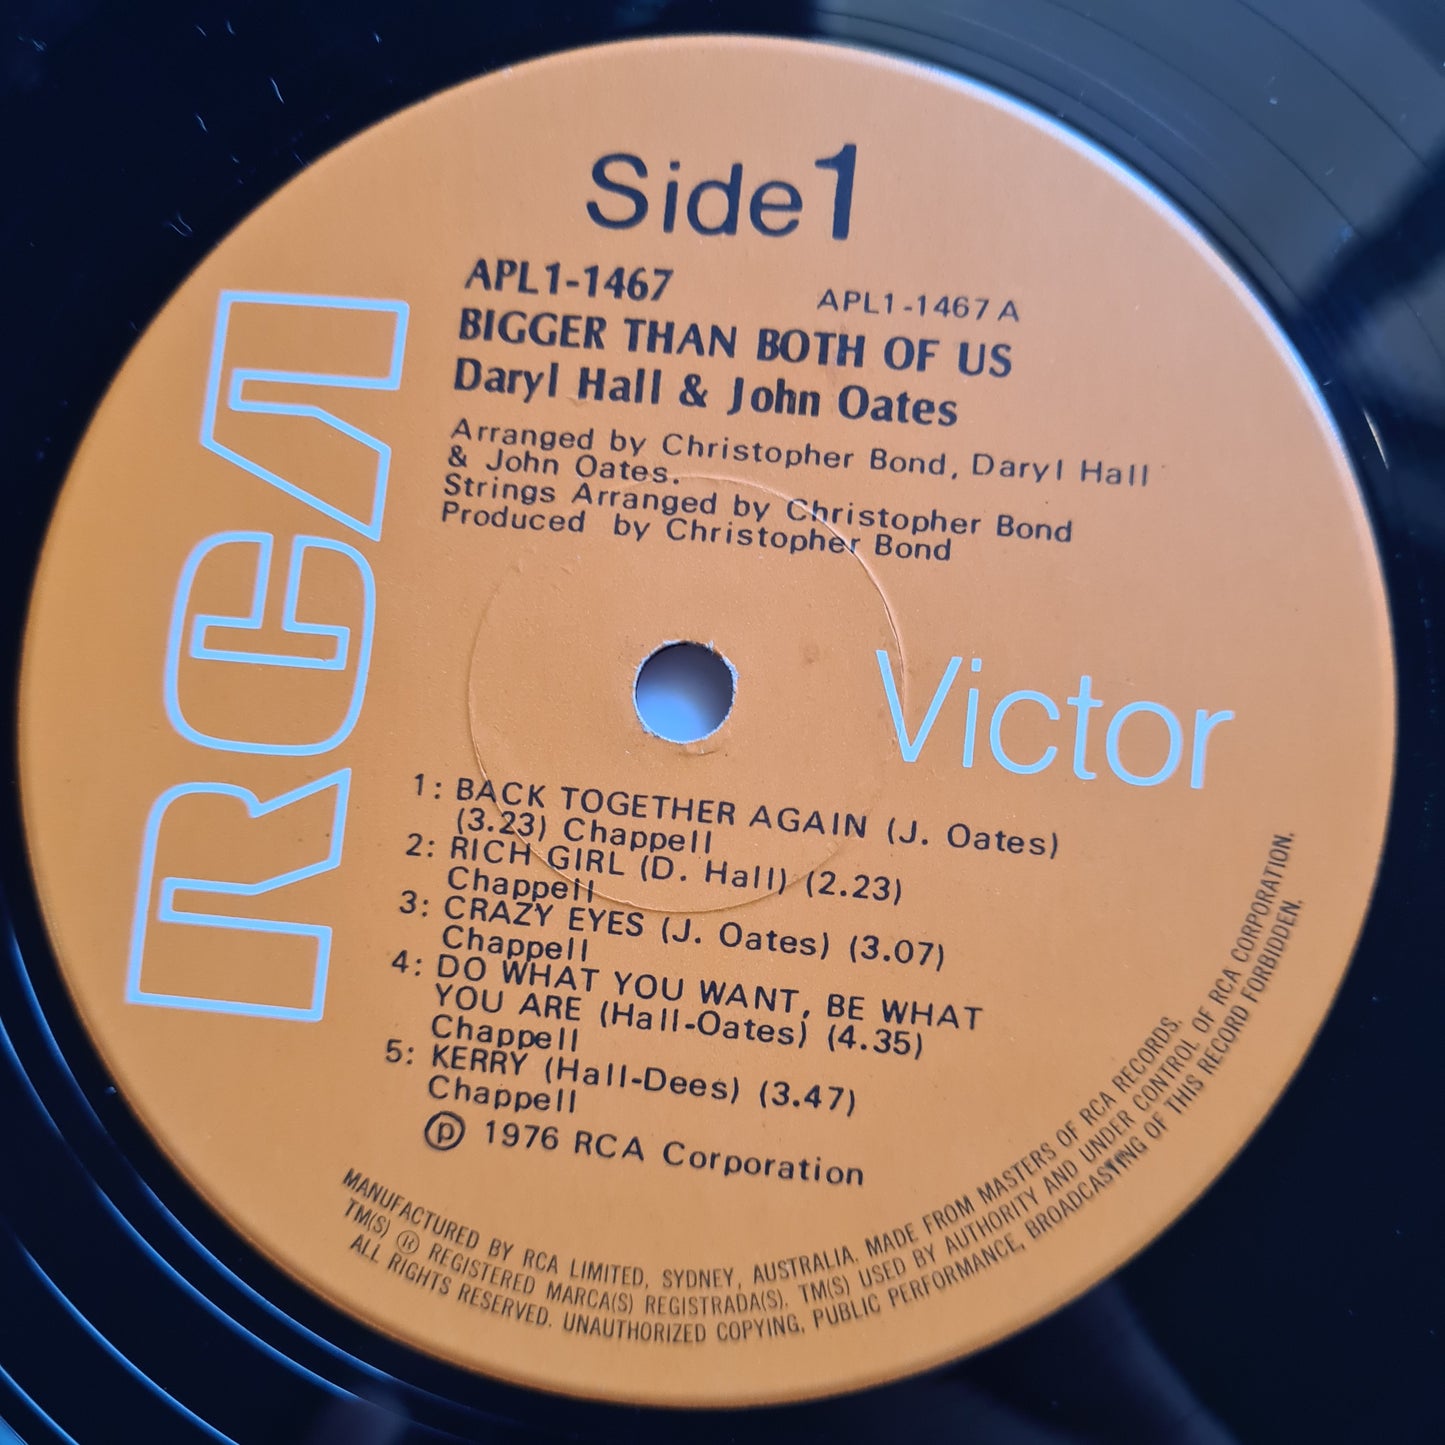 Side 1
APL1-1467
APL1-1467 A
BIGGER THAN BOTH OF US
Daryl Hall & John Oates
Arranged by Christopher Bond, Daryl Hall
& John Oates.
Strings Arranged by Christopher Bond
Produced by Christopher Bond
RCA
Victor
1: BACK TOGETHER AGAIN (J. Oates)
(3.23) Chappell
2: RICH GIRL (D. Hall) (2.23)
Chappell
3: CRAZY EYES (J. Oates) (3.07)
Chappell
4: DO WHAT YOU WANT, BE WHAT
YOU ARE (Hall-Oates) (4.35)
Chappell
5: KERRY (Hall-Dees) (3.47)
Chappell
℗ 1976 RCA Corporation
MANUFACTURED BY RCA LIMITED, SYDNEY, AUSTRALIA. MADE FROM MASTERS OF RCA RECORDS.
TM(S) ® REGISTERED MARCA(S) REGISTRADA(S). TM(S) USED BY AUTHORITY AND UNDER CONTROL OF RCA CORPORATION.
ALL RIGHTS RESERVED. UNAUTHORIZED COPYING, PUBLIC PERFORMANCE, BROADCASTING OF THIS RECORD FORBIDDEN.